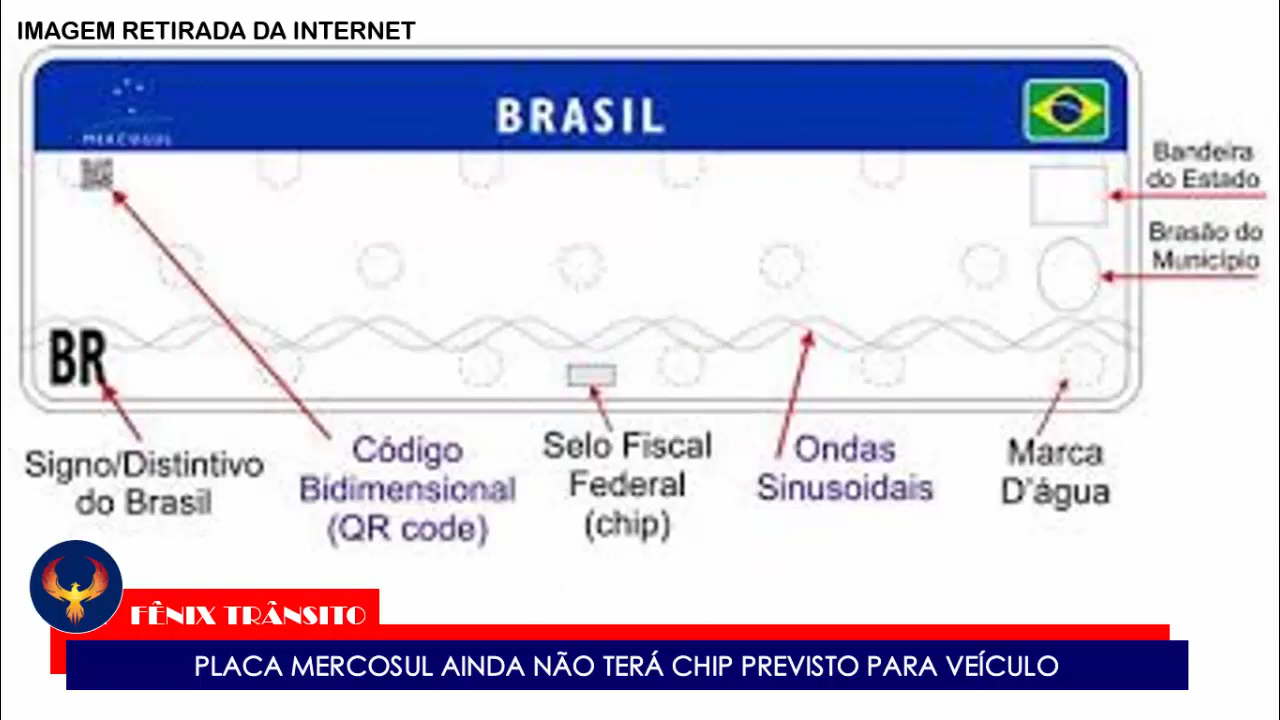 IMAGEM RETIRADA DA INTERNET
BRASIL
MERCOSUL
Bandeira
do Estado
Brasão do
Município
BR
Signo/Distintivo
do Brasil
Código
Bidimensional
(QR code)
Selo Fiscal
Federal
(chip)
Ondas
Sinusoidais
Marca
D'água
FÊNIX TRÂNSITO
PLACA MERCOSUL AINDA NÃO TERÁ CHIP PREVISTO PARA VEÍCULO